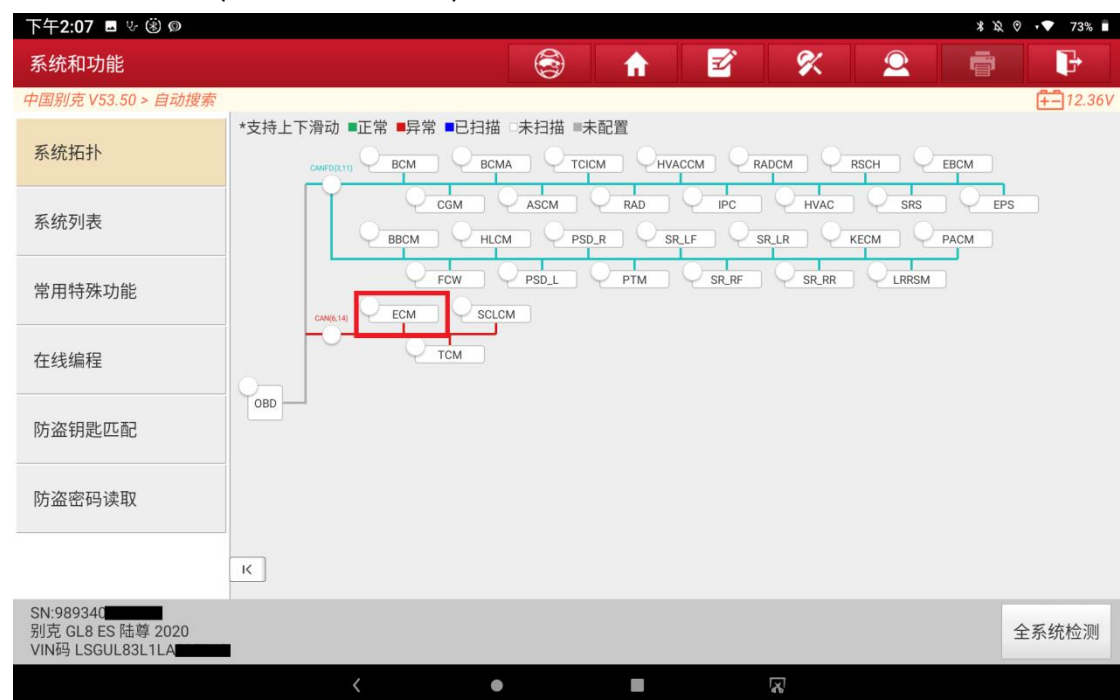 下午2:07 73%
系统和功能
中国别克 V53.50 > 自动搜索 12.36V
*支持上下滑动 正常 异常 已扫描 未扫描 未配置
系统拓扑
系统列表
常用特殊功能
在线编程
防盗钥匙匹配
防盗密码读取
CANFD(3,11)
BCM BCMA TCICM HVACCM RADCM RSCH EBCM
CGM ASCM RAD IPC HVAC SRS EPS
BBCM HLCM PSD_R SR_LF SR_LR KECM PACM
FCW PSD_L PTM SR_RF SR_RR LRRSM
CAN(6,14)
ECM SCLCM
TCM
OBD
SN:989340
别克 GL8 ES 陆尊 2020
VIN码 LSGUL83L1LA
全系统检测